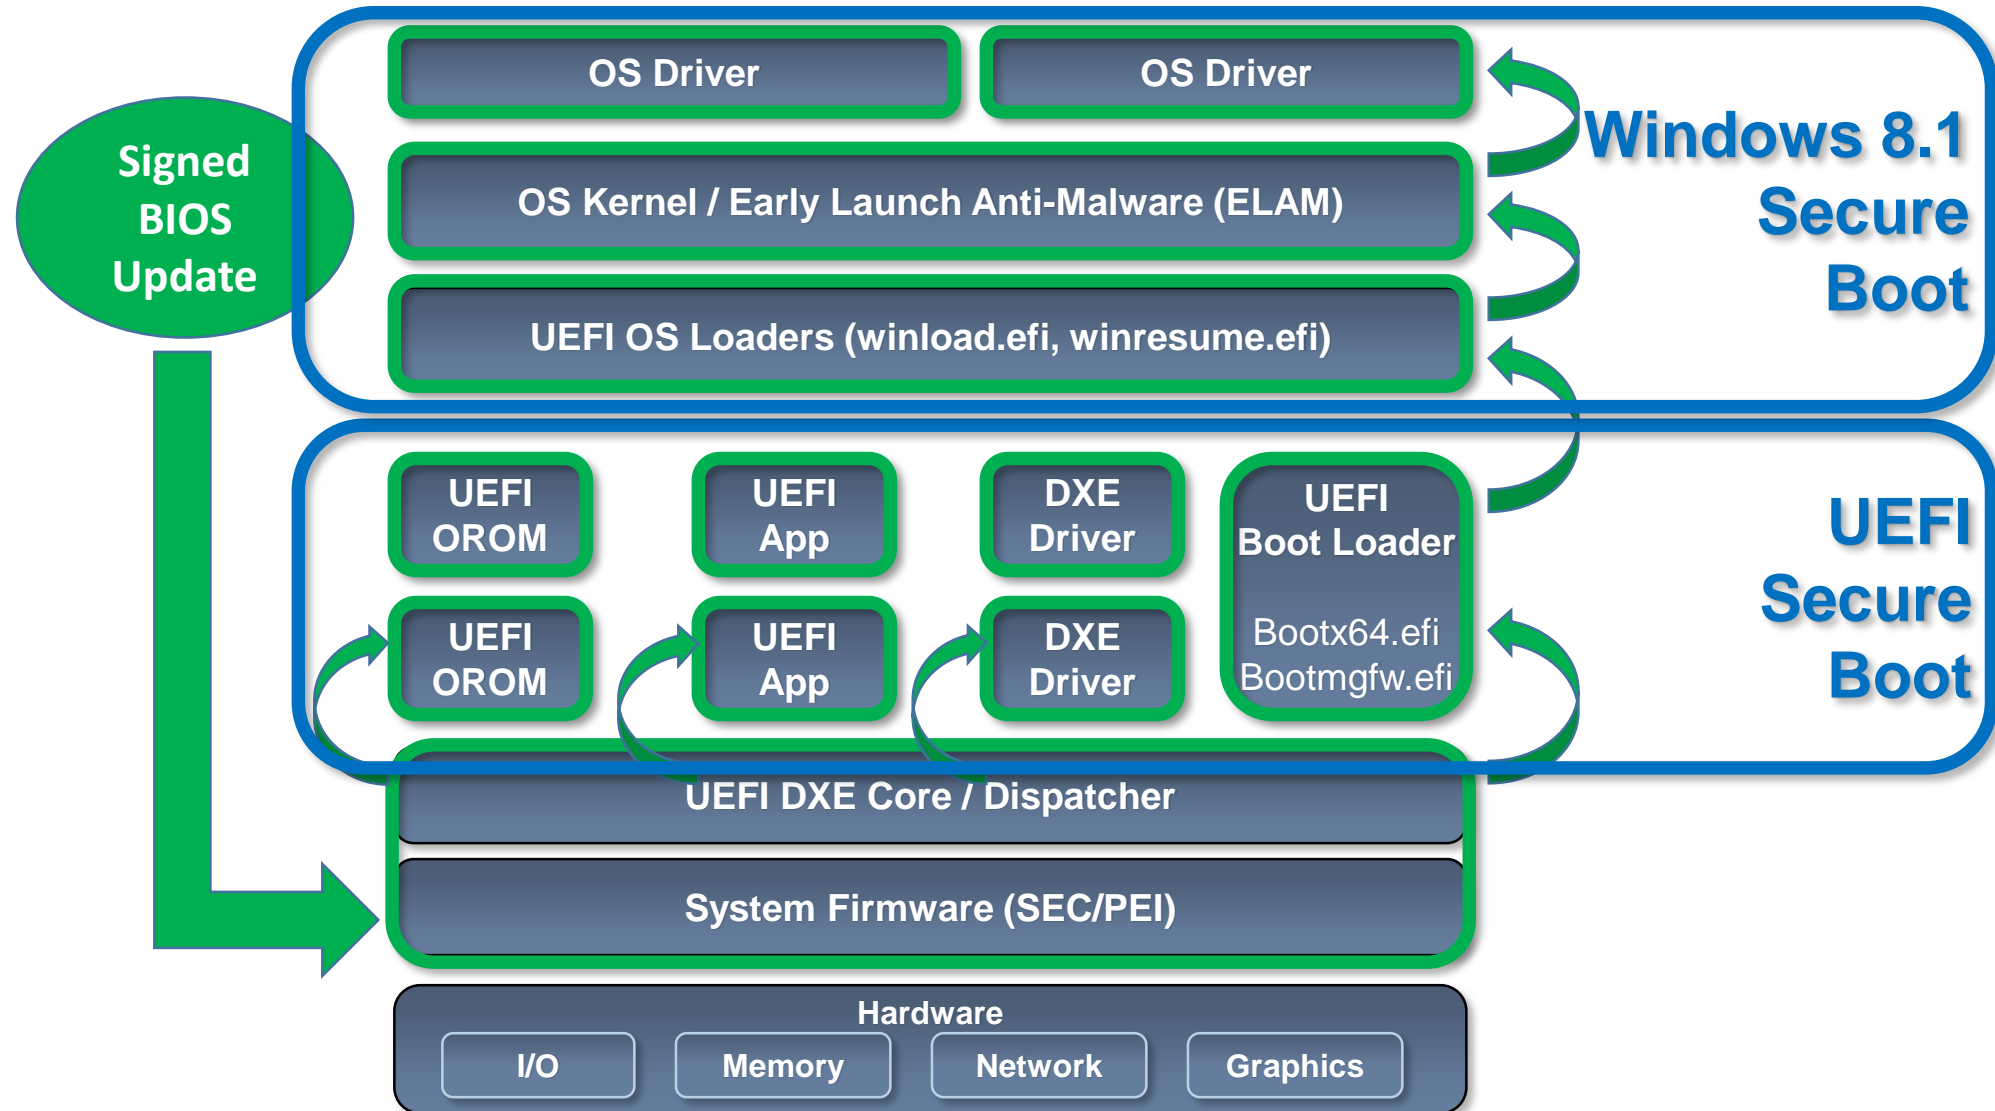 OS Driver
OS Driver
Signed
BIOS
Update
OS Kernel / Early Launch Anti-Malware (ELAM)
UEFI OS Loaders (winload.efi, winresume.efi)
Windows 8.1
Secure
Boot
UEFI
OROM
UEFI
App
DXE
Driver
UEFI
Boot Loader
Bootx64.efi
Bootmgfw.efi
UEFI
OROM
UEFI
App
DXE
Driver
UEFI
Secure
Boot
UEFI DXE Core / Dispatcher
System Firmware (SEC/PEI)
Hardware
I/O
Memory
Network
Graphics